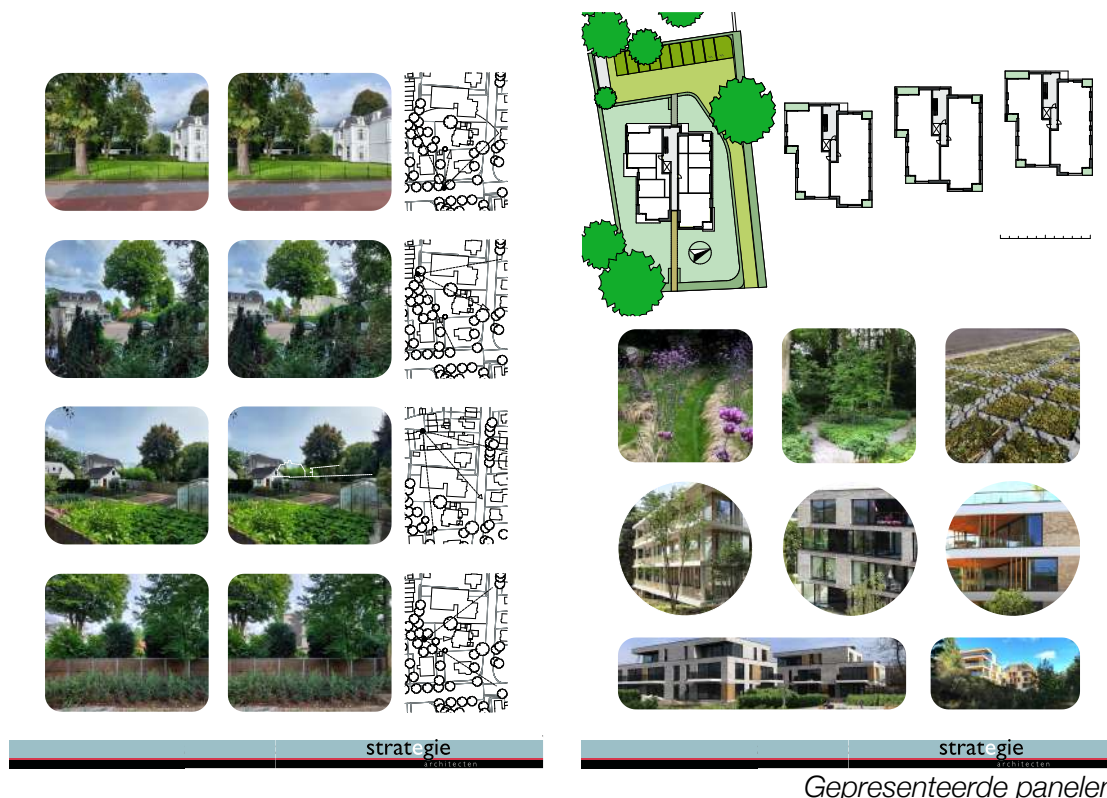 strategie
architecten
strategie
architecten
Gepresenteerde panelen